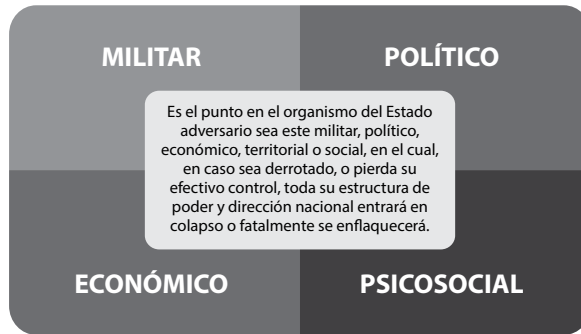 MILITAR
POLÍTICO
Es el punto en el organismo del Estado
adversario sea este militar, político,
económico, territorial o social, en el cual,
en caso sea derrotado, o pierda su
efectivo control, toda su estructura de
poder y dirección nacional entrará en
colapso o fatalmente se enflaquecerá.
ECONÓMICO
PSICOSOCIAL